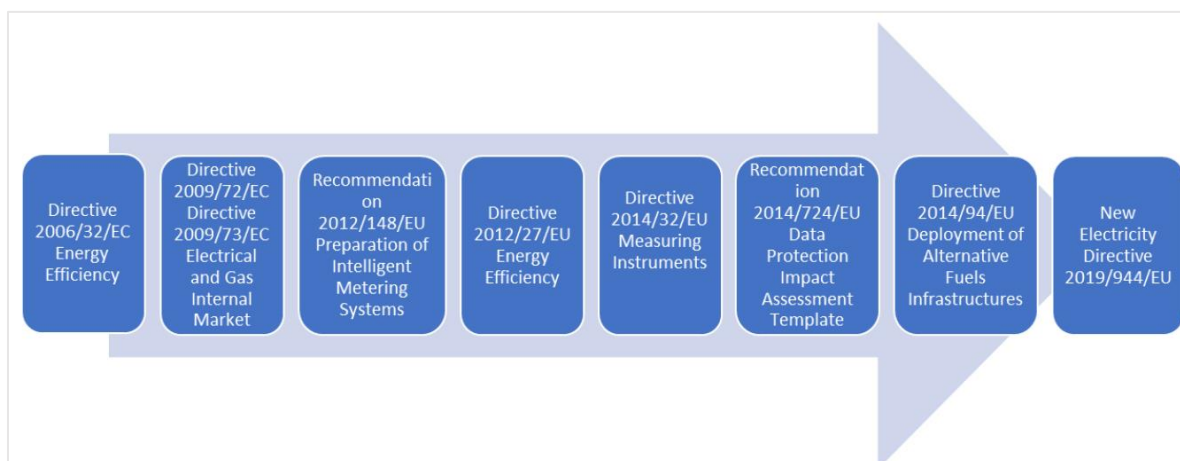 Directive
2006/32/EC
Energy
Efficiency
Directive
2009/72/EC
Directive
2009/73/EC
Electrical
and Gas
Internal
Market
Recommendati
on
2012/148/EU
Preparation of
Intelligent
Metering
Systems
Directive
2012/27/EU
Energy
Efficiency
Directive
2014/32/EU
Measuring
Instruments
Recommendat
ion
2014/724/EU
Data
Protection
Impact
Assessment
Template
Directive
2014/94/EU
Deployment of
Alternative
Fuels
Infrastructures
New
Electricity
Directive
2019/944/EU